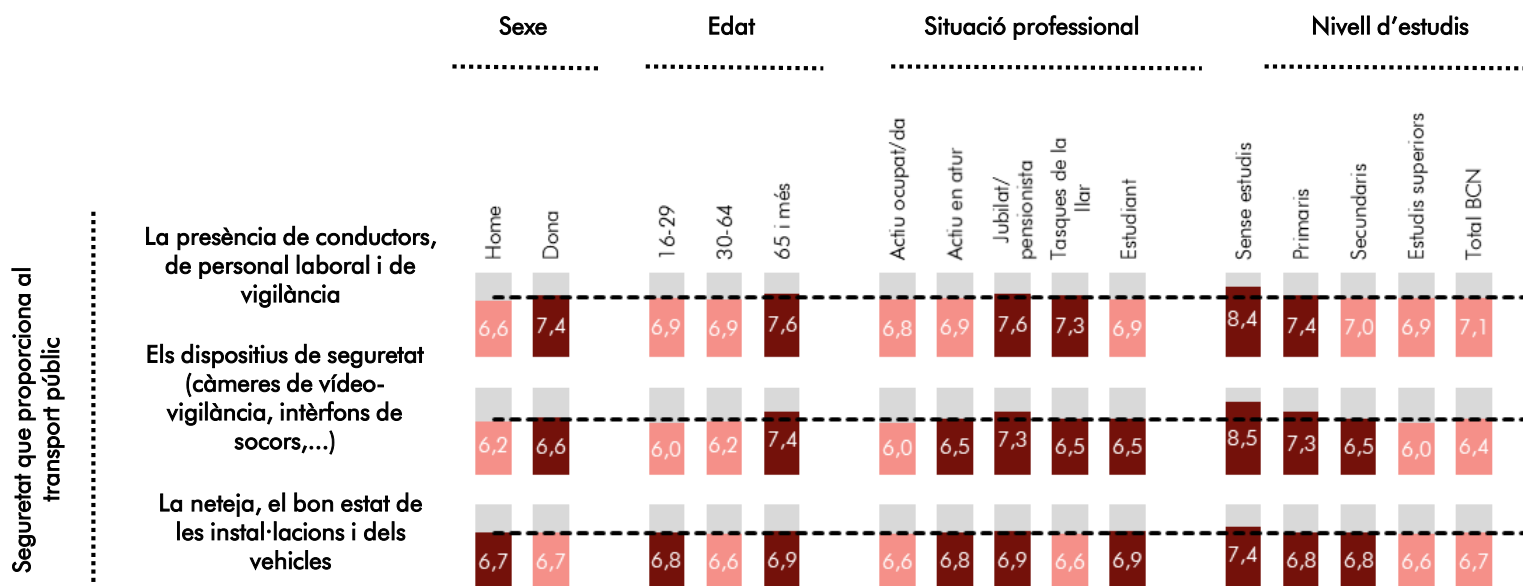 Sexe
Edat
Situació professional
Nivell d'estudis
Home
Dona
16-29
30-64
65 i més
Actiu ocupat/da
Actiu en atur
Jubilat/
pensionista
Tasques de la
llar
Estudiant
Sense estudis
Primaris
Secundaris
Estudis superiors
Total BCN
Seguretat que proporciona al
transport públic
La presència de conductors,
de personal laboral i de
vigilància
6,6 7,4 6,9 6,9 7,6 6,8 6,9 7,6 7,3 6,9 8,4 7,4 7,0 6,9 7,1
Els dispositius de seguretat
(càmeres de vídeo-
vigilància, intèrfons de
socors,...)
6,2 6,6 6,0 6,2 7,4 6,0 6,5 7,3 6,5 6,5 8,5 7,3 6,5 6,0 6,4
La neteja, el bon estat de
les instal·lacions i dels
vehicles
6,7 6,7 6,8 6,6 6,9 6,6 6,8 6,9 6,6 6,9 7,4 6,8 6,8 6,6 6,7